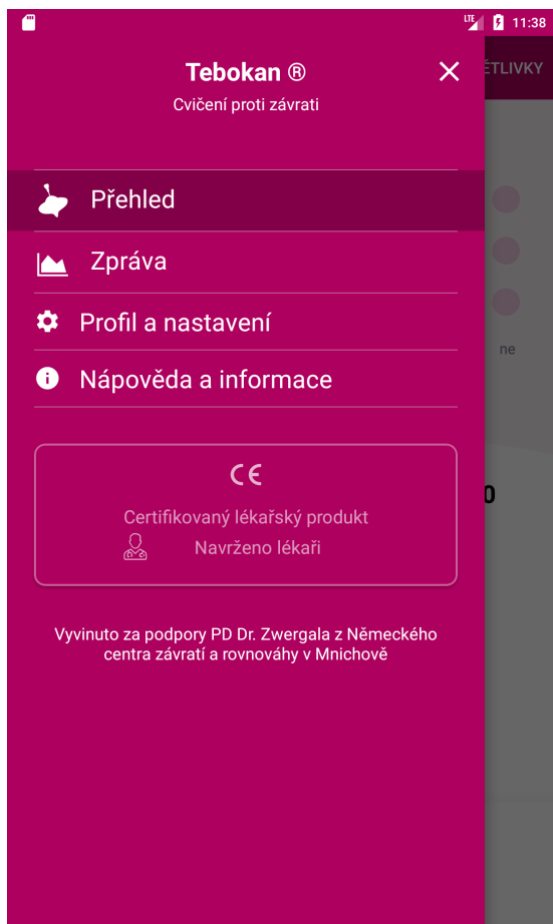 LTE 11:38
Tebokan ®
Cvičení proti závrati
ĚTLIVKY
Přehled
Zpráva
Profil a nastavení
ne
Nápověda a informace
CE
0
Certifikovaný lékařský produkt
Navrženo lékaři
Vyvinuto za podpory PD Dr. Zwergala z Německého
centra závratí a rovnováhy v Mnichově